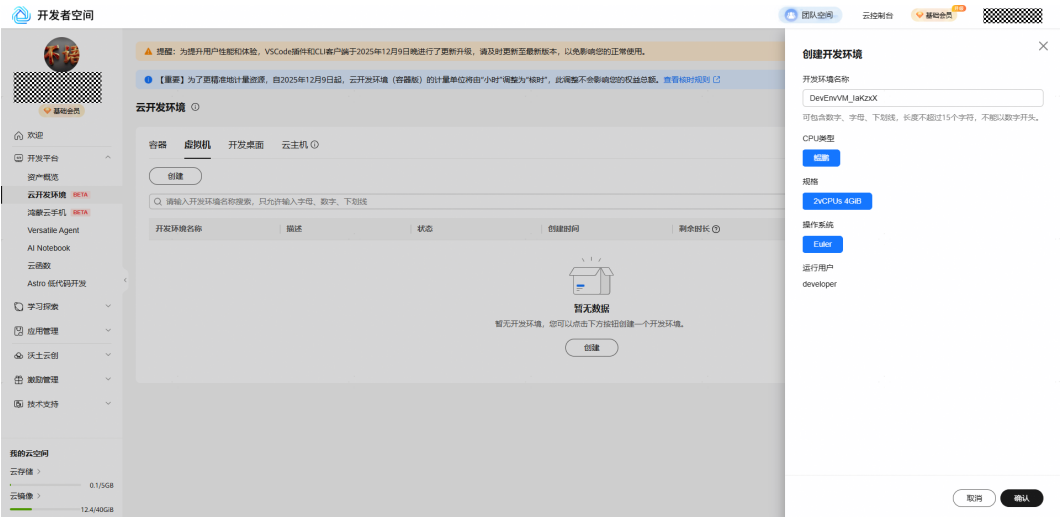 开发者空间
团队空间
云控制台
基础会员
升级
不语
基础会员
欢迎
开发平台
资产概览
云开发环境 BETA
鸿蒙云手机 BETA
Versatile Agent
AI Notebook
云函数
Astro 低代码开发
学习探索
应用管理
沃土云创
激励管理
技术支持
我的云空间
云存储
0.1/5GB
云镜像
12.4/40GiB
提醒：为提升用户性能和体验，VSCode插件和CLI客户端于2025年12月9日晚进行了更新升级，请及时更新至最新版本，以免影响您的正常使用。
【重要】为了更精准地计量资源，自2025年12月9日起，云开发环境（容器版）的计量单位将由“小时”调整为“核时”，此调整不会影响您的权益总额。查看核时规则
云开发环境
容器 虚拟机 开发桌面 云主机
创建
请输入开发环境名称搜索，只允许输入字母、数字、下划线
开发环境名称 描述 状态 创建时间 剩余时长
暂无数据
暂无开发环境，您可以点击下方按钮创建一个开发环境。
创建
创建开发环境
开发环境名称
DevEnvVM_IaKzxX
可包含数字、字母、下划线，长度不超过15个字符，不能以数字开头。
CPU类型
鲲鹏
规格
2vCPUs 4GiB
操作系统
Euler
运行用户
developer
取消 确认